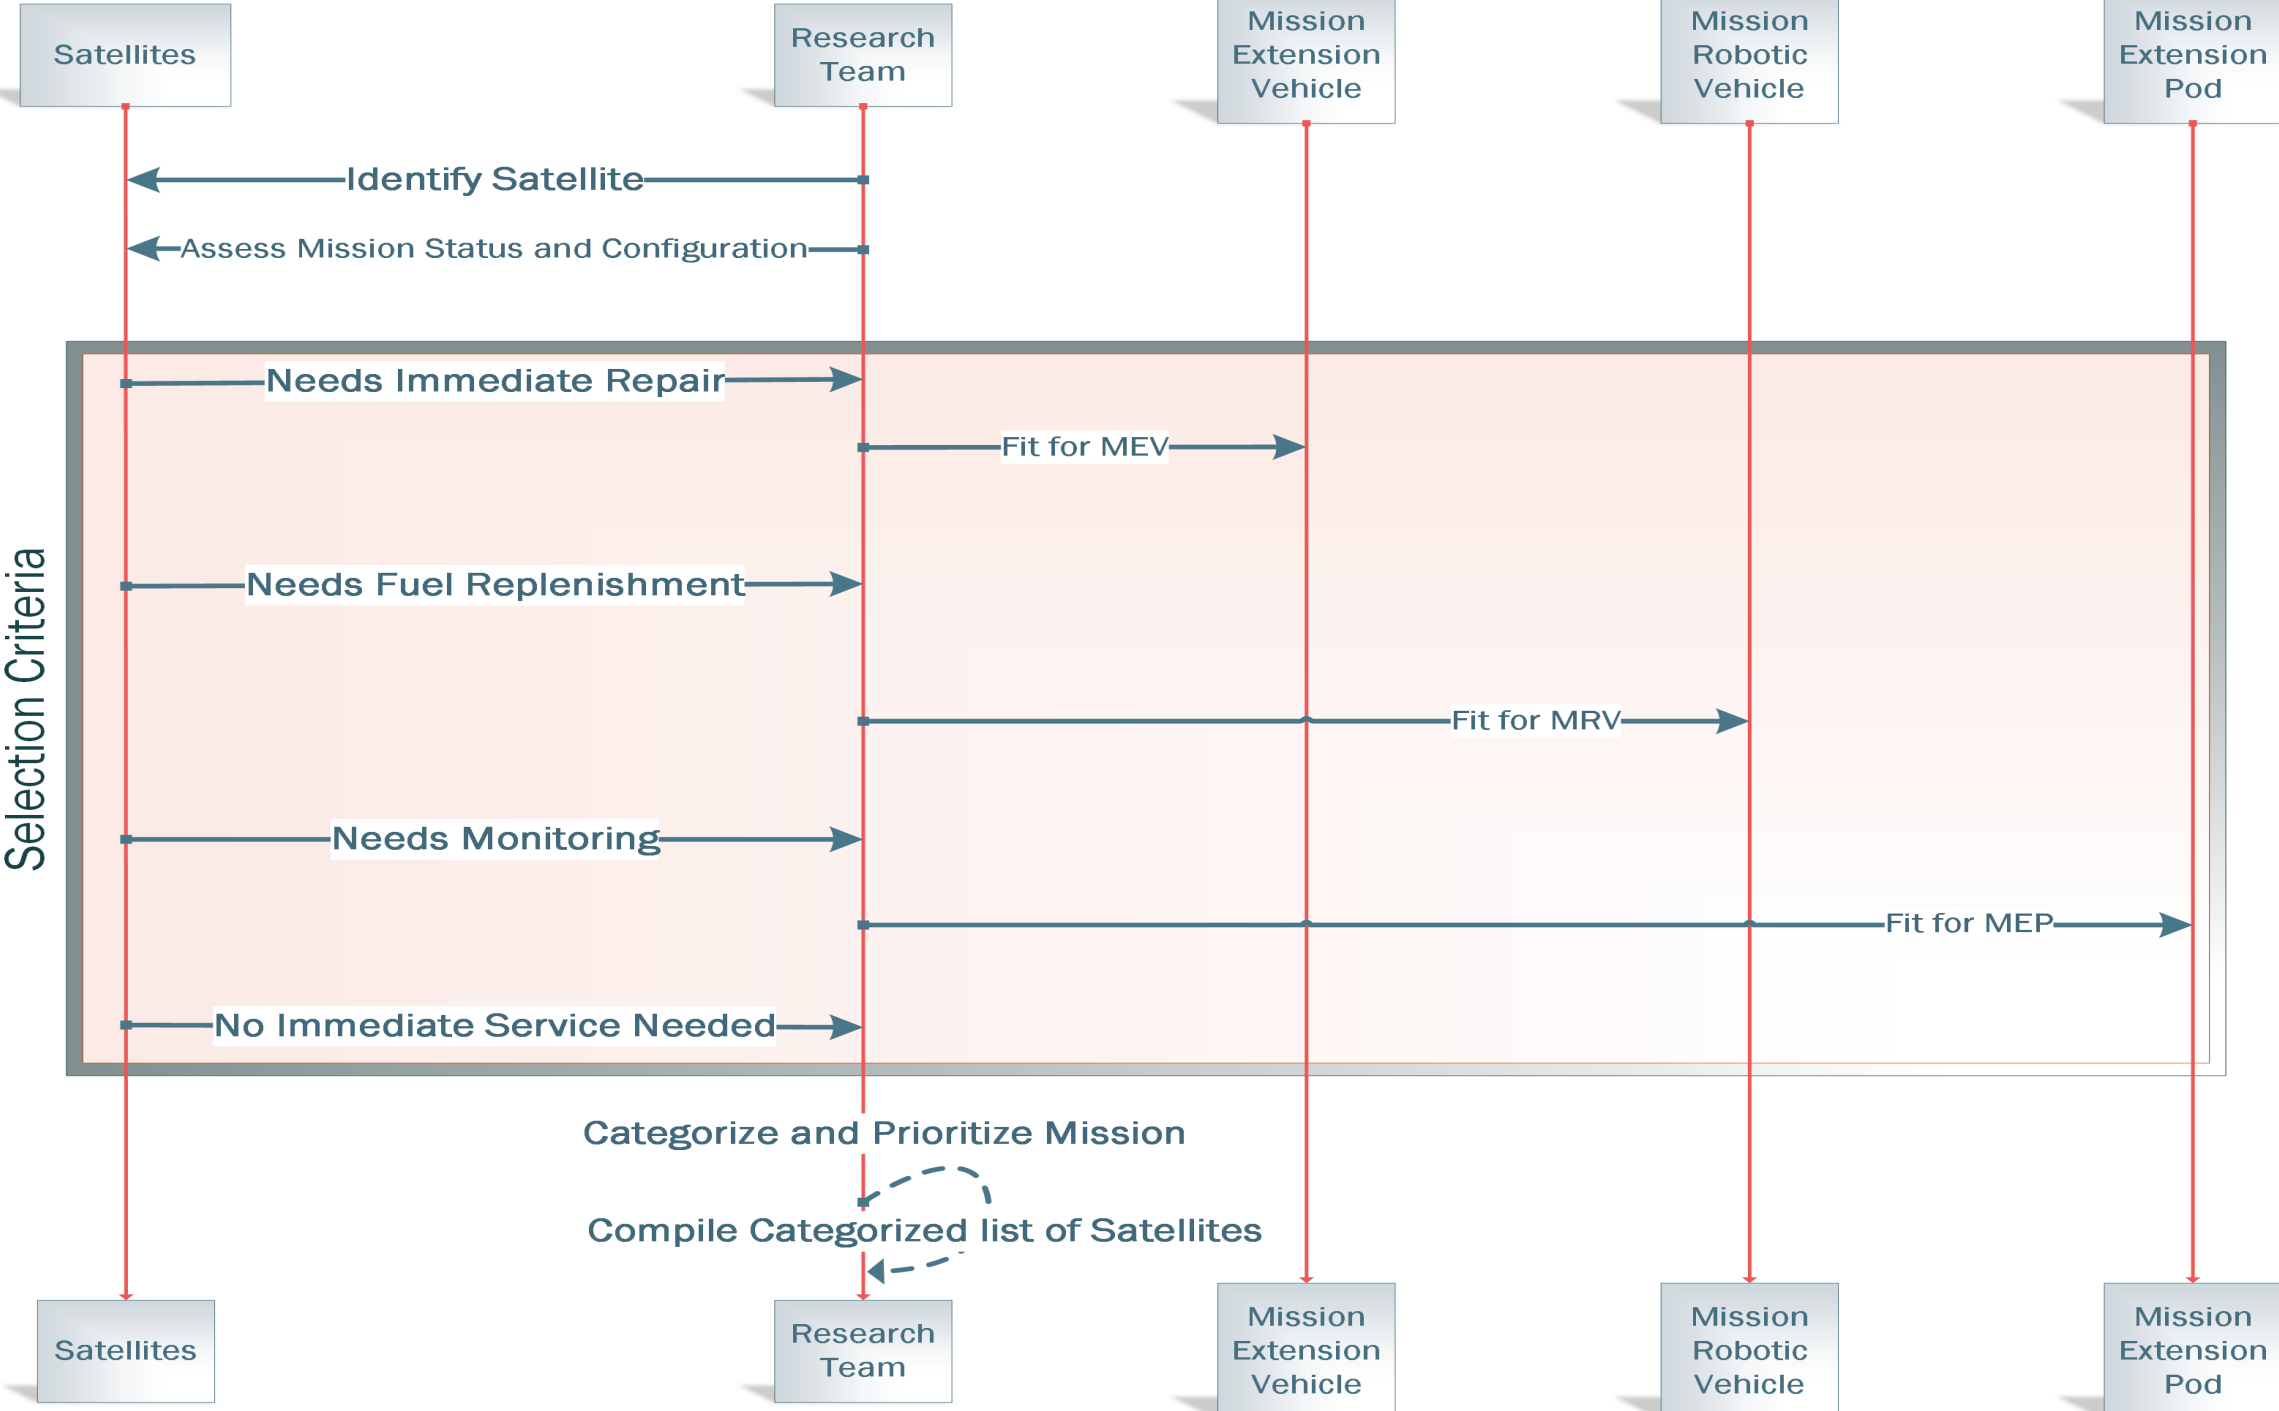 Satellites
Research
Team
Mission
Extension
Vehicle
Mission
Robotic
Vehicle
Mission
Extension
Pod
Identify Satellite
Assess Mission Status and Configuration
Selection Criteria
Needs Immediate Repair
Fit for MEV
Needs Fuel Replenishment
Fit for MRV
Needs Monitoring
Fit for MEP
No Immediate Service Needed
Categorize and Prioritize Mission
Compile Categorized list of Satellites
Satellites
Research
Team
Mission
Extension
Vehicle
Mission
Robotic
Vehicle
Mission
Extension
Pod